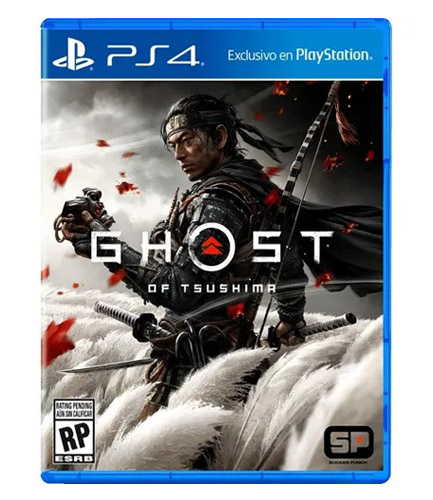 PS4
Exclusivo en PlayStation®
GHOST
OF TSUSHIMA
RATING PENDING
AÚN SIN CALIFICAR
RP
ESRB
SP
SUCKER PUNCH